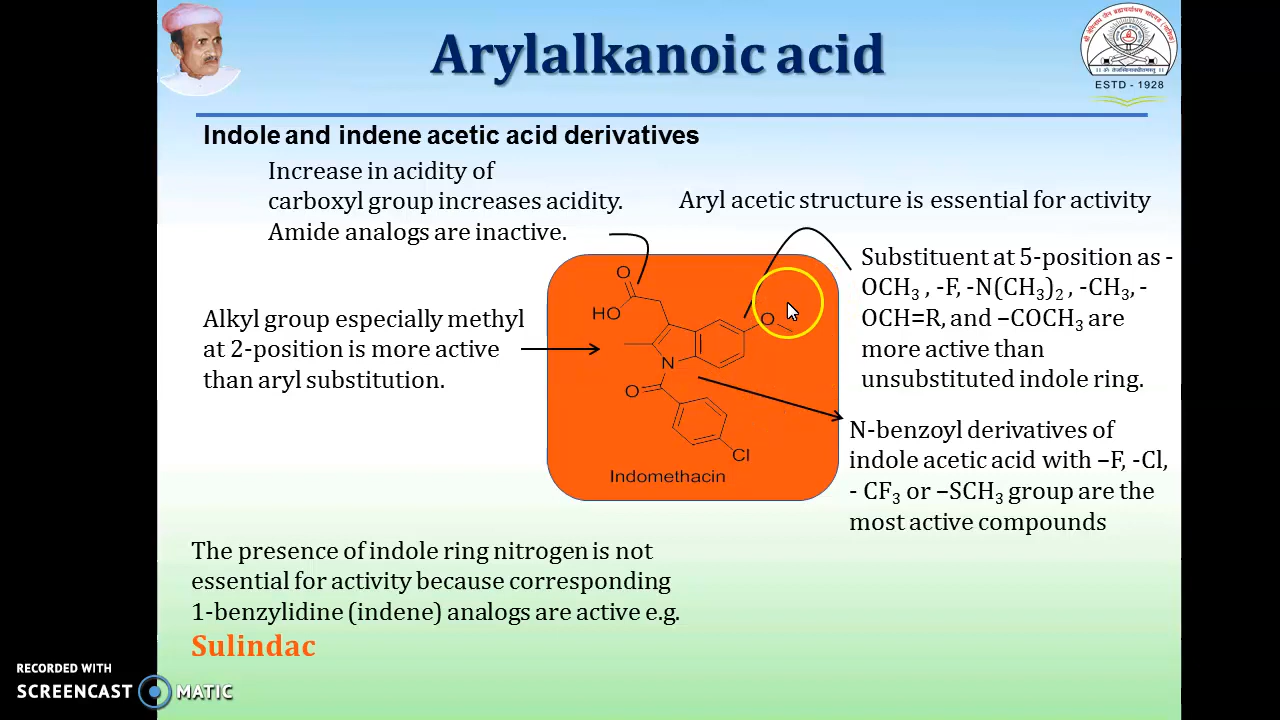 Arylalkanoic acid
ESTD - 1928
Indole and indene acetic acid derivatives
Increase in acidity of
carboxyl group increases acidity.
Amide analogs are inactive.
Aryl acetic structure is essential for activity
Substituent at 5-position as -
OCH₃ , -F, -N(CH₃)₂ , -CH₃, -
OCH=R, and –COCH₃ are
more active than
unsubstituted indole ring.
Alkyl group especially methyl
at 2-position is more active
than aryl substitution.
O
HO
O
N
O
Cl
Indomethacin
N-benzoyl derivatives of
indole acetic acid with –F, -Cl,
- CF₃ or –SCH₃ group are the
most active compounds
The presence of indole ring nitrogen is not
essential for activity because corresponding
1-benzylidine (indene) analogs are active e.g.
Sulindac
RECORDED WITH
SCREENCAST MATIC